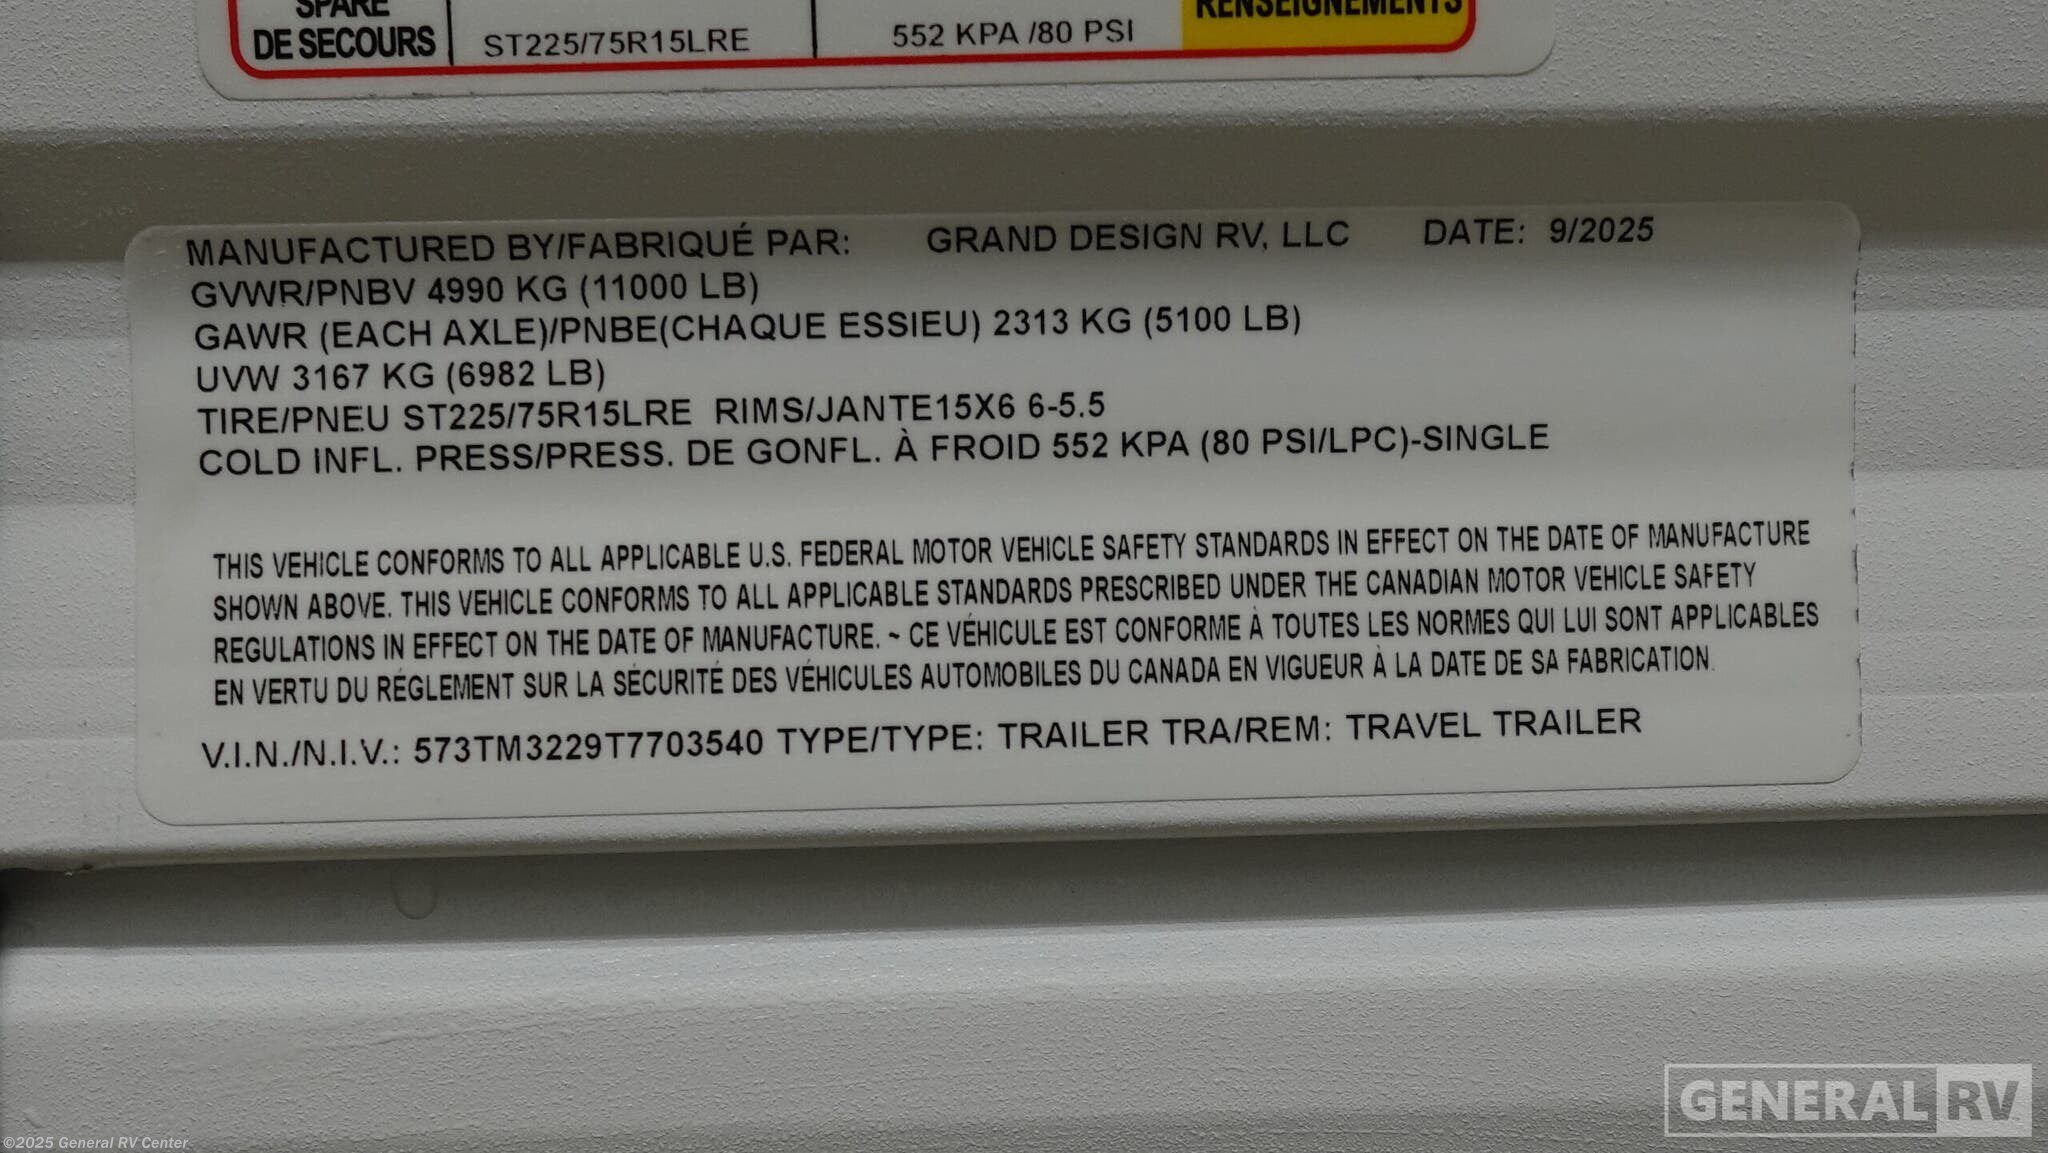 SPARE
DE SECOURS
ST225/75R15LRE
552 KPA /80 PSI
RENSEIGNEMENTS
MANUFACTURED BY/FABRIQUÉ PAR: GRAND DESIGN RV, LLC DATE: 9/2025
GVWR/PNBV 4990 KG (11000 LB)
GAWR (EACH AXLE)/PNBE(CHAQUE ESSIEU) 2313 KG (5100 LB)
UVW 3167 KG (6982 LB)
TIRE/PNEU ST225/75R15LRE RIMS/JANTE15X6 6-5.5
COLD INFL. PRESS/PRESS. DE GONFL. À FROID 552 KPA (80 PSI/LPC)-SINGLE
THIS VEHICLE CONFORMS TO ALL APPLICABLE U.S. FEDERAL MOTOR VEHICLE SAFETY STANDARDS IN EFFECT ON THE DATE OF MANUFACTURE
SHOWN ABOVE. THIS VEHICLE CONFORMS TO ALL APPLICABLE STANDARDS PRESCRIBED UNDER THE CANADIAN MOTOR VEHICLE SAFETY
REGULATIONS IN EFFECT ON THE DATE OF MANUFACTURE. ~ CE VÉHICULE EST CONFORME À TOUTES LES NORMES QUI LUI SONT APPLICABLES
EN VERTU DU RÉGLEMENT SUR LA SÉCURITÉ DES VÉHICULES AUTOMOBILES DU CANADA EN VIGUEUR À LA DATE DE SA FABRICATION.
V.I.N./N.I.V.: 573TM3229T7703540 TYPE/TYPE: TRAILER TRA/REM: TRAVEL TRAILER
GENERAL RV
©2025 General RV Center